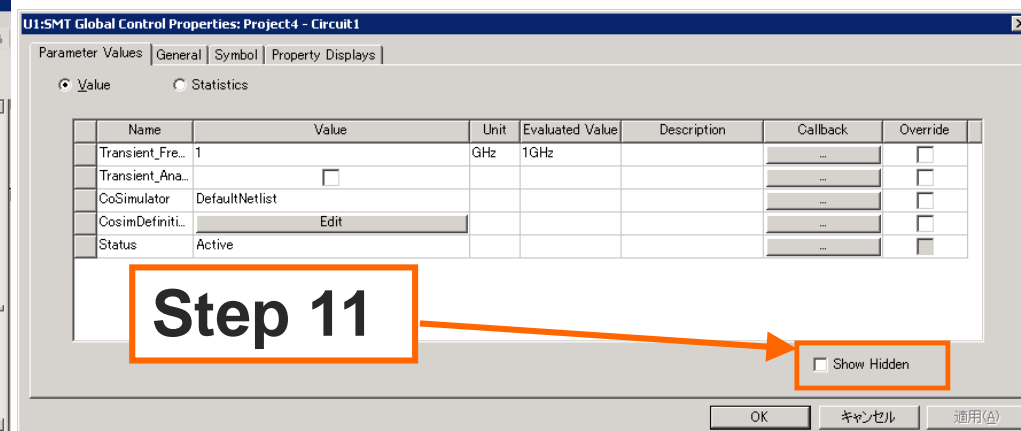 U1:SMT Global Control Properties: Project4 - Circuit1
Parameter Values General Symbol Property Displays
Value Statistics
Name Value Unit Evaluated Value Description Callback Override
Transient_Fre... 1 GHz 1GHz ...
Transient_Ana... ...
CoSimulator DefaultNetlist ...
CosimDefiniti... Edit ...
Status Active ...
Step 11
Show Hidden
OK キャンセル 適用(A)